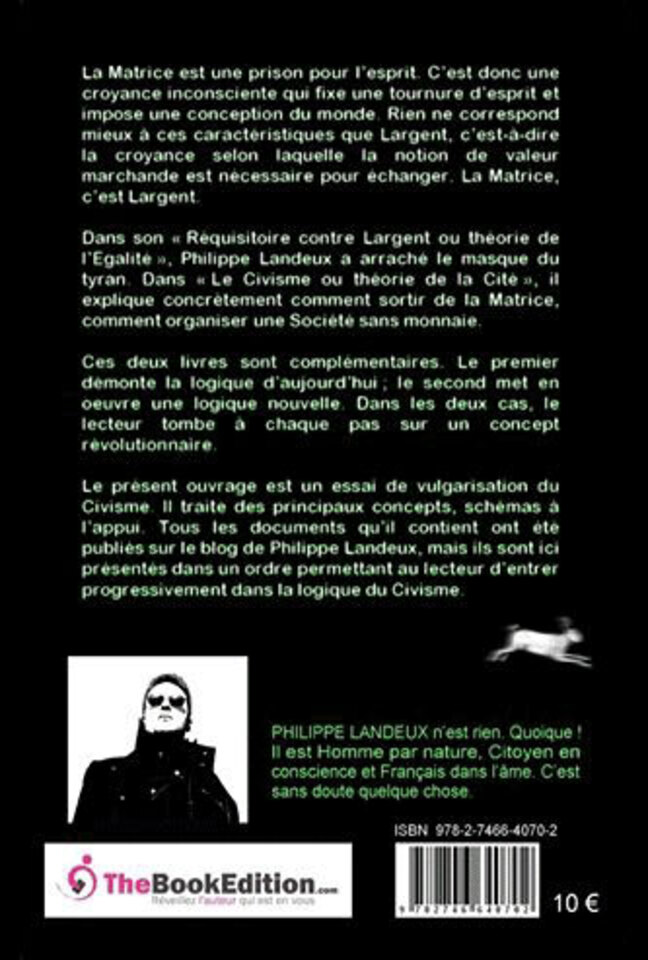 La Matrice est une prison pour l'esprit. C'est donc une
croyance inconsciente qui fixe une tournure d'esprit et
impose une conception du monde. Rien ne correspond
mieux à ces caractéristiques que Largent, c'est-à-dire
la croyance selon laquelle la notion de valeur
marchande est nécessaire pour échanger. La Matrice,
c'est Largent.
Dans son « Réquisitoire contre Largent ou théorie de
l'Egalité », Philippe Landeux a arraché le masque du
tyran. Dans « Le Civisme ou théorie de la Cité », il
explique concrètement comment sortir de la Matrice,
comment organiser une Société sans monnaie.
Ces deux livres sont complémentaires. Le premier
démonte la logique d'aujourd'hui ; le second met en
oeuvre une logique nouvelle. Dans les deux cas, le
lecteur tombe à chaque pas sur un concept
révolutionnaire.
Le présent ouvrage est un essai de vulgarisation du
Civisme. Il traite des principaux concepts, schémas à
l'appui. Tous les documents qu'il contient ont été
publiés sur le blog de Philippe Landeux, mais ils sont ici
présentés dans un ordre permettant au lecteur d'entrer
progressivement dans la logique du Civisme.
PHILIPPE LANDEUX n'est rien. Quoique !
Il est Homme par nature, Citoyen en
conscience et Français dans l'âme. C'est
sans doute quelque chose.
ISBN 978-2-7466-4070-2
TheBookEdition.com
Réveillez l'auteur qui est en vous
9 782746 640702
10 €